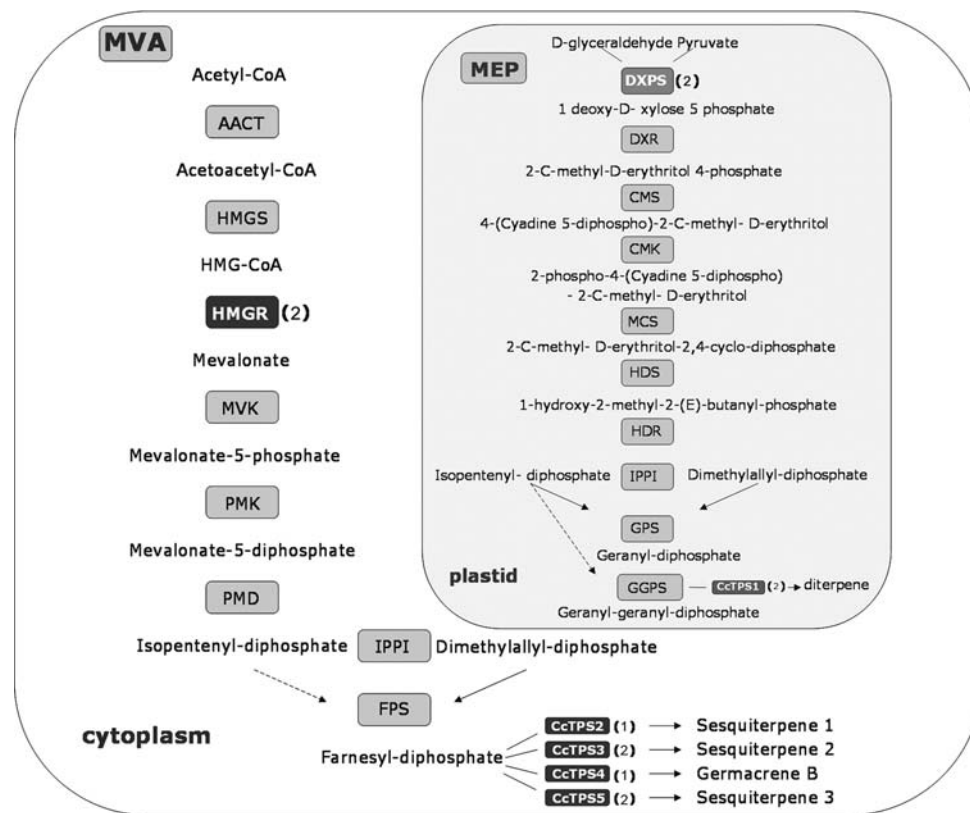 MVA
Acetyl-CoA
AACT
Acetoacetyl-CoA
HMGS
HMG-CoA
HMGR (2)
Mevalonate
MVK
Mevalonate-5-phosphate
PMK
Mevalonate-5-diphosphate
PMD
Isopentenyl-diphosphate IPPI Dimethylallyl-diphosphate
FPS
cytoplasm
Farnesyl-diphosphate
CcTPS2 (1) Sesquiterpene 1
CcTPS3 (2) Sesquiterpene 2
CcTPS4 (1) Germacrene B
CcTPS5 (2) Sesquiterpene 3
MEP
D-glyceraldehyde Pyruvate
DXPS (2)
1 deoxy-D- xylose 5 phosphate
DXR
2-C-methyl-D-erythritol 4-phosphate
CMS
4-(Cyadine 5-diphospho)-2-C-methyl- D-erythritol
CMK
2-phospho-4-(Cyadine 5-diphospho)
- 2-C-methyl- D-erythritol
MCS
2-C-methyl- D-erythritol-2,4-cyclo-diphosphate
HDS
1-hydroxy-2-methyl-2-(E)-butanyl-phosphate
HDR
Isopentenyl- diphosphate IPPI Dimethylallyl-diphosphate
GPS
Geranyl-diphosphate
plastid
GGPS CcTPS1 (2) diterpene
Geranyl-geranyl-diphosphate